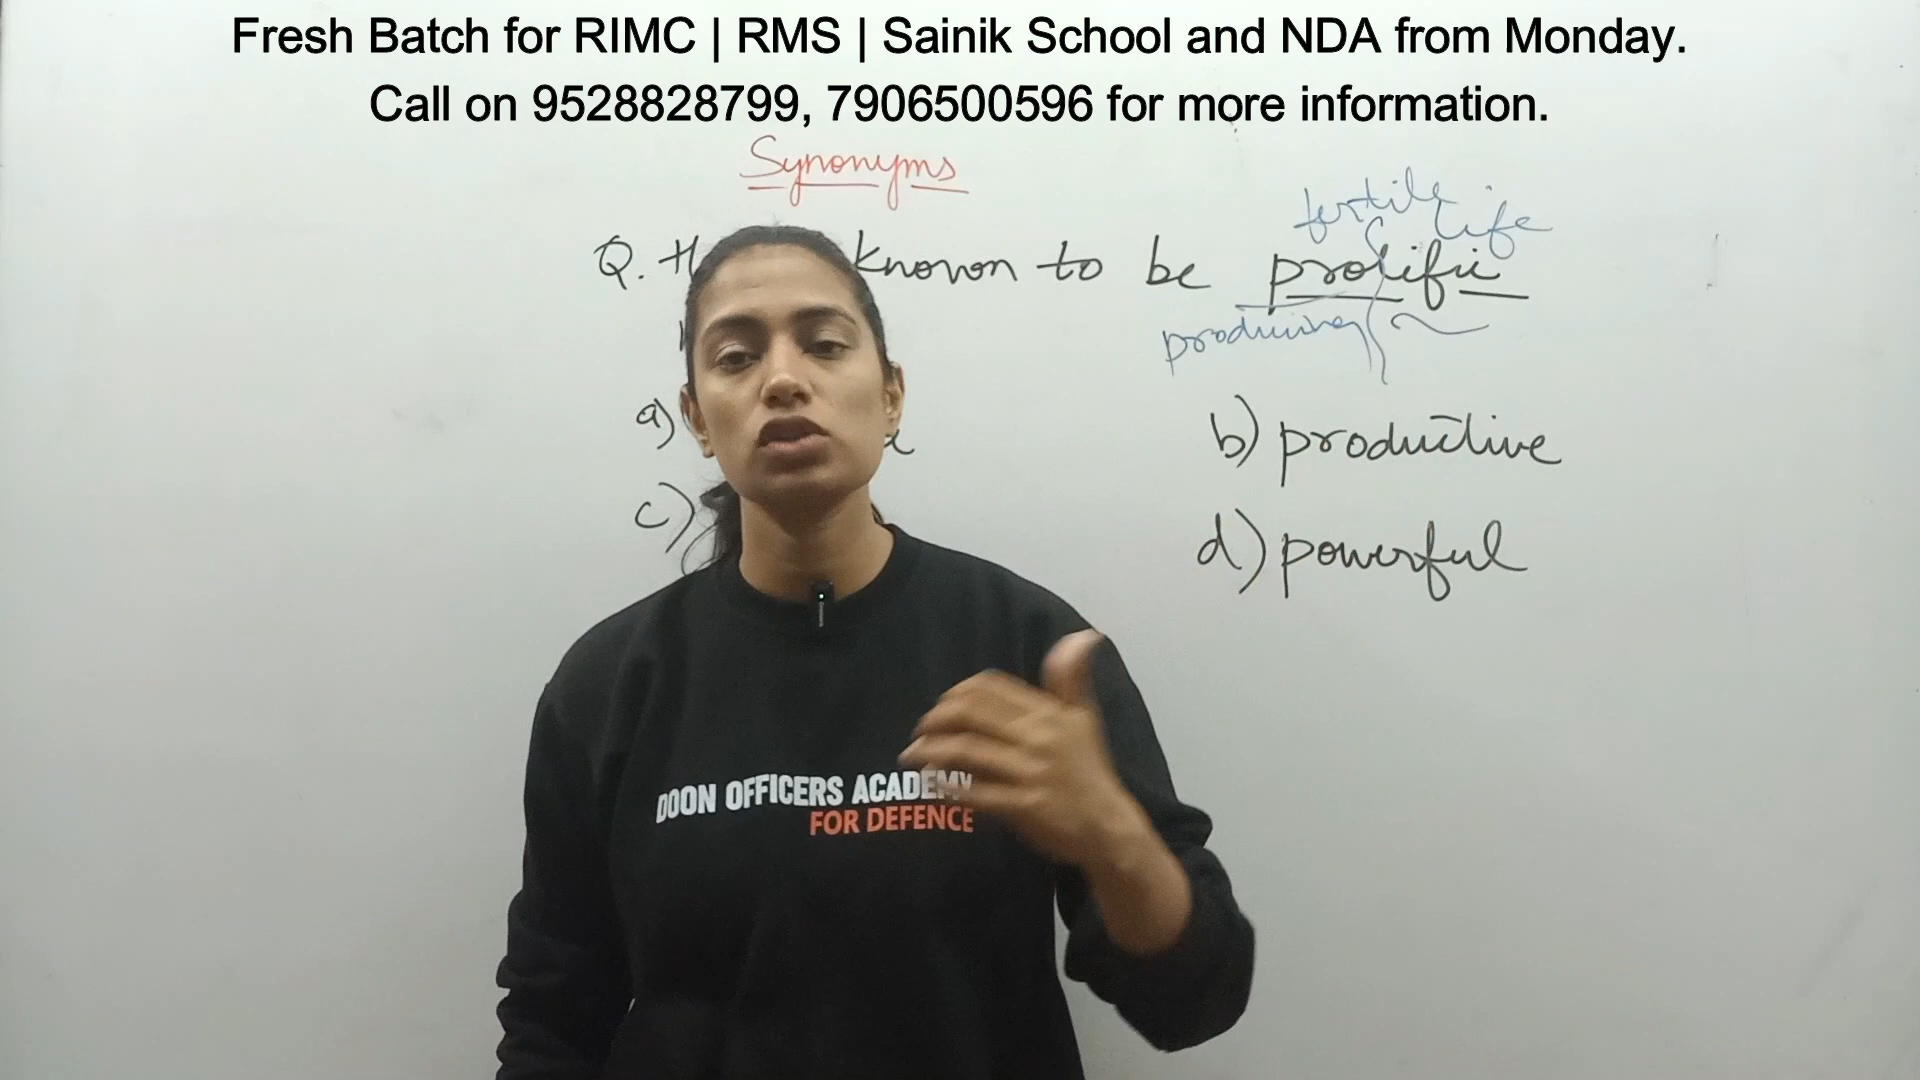 Fresh Batch for RIMC | RMS | Sainik School and NDA from Monday.
Call on 9528828799, 7906500596 for more information.
Synonyms
fertile life
Q. known to be prolific
producing
a) b) productive
c) d) powerful
DOON OFFICERS ACADEMY
FOR DEFENCE